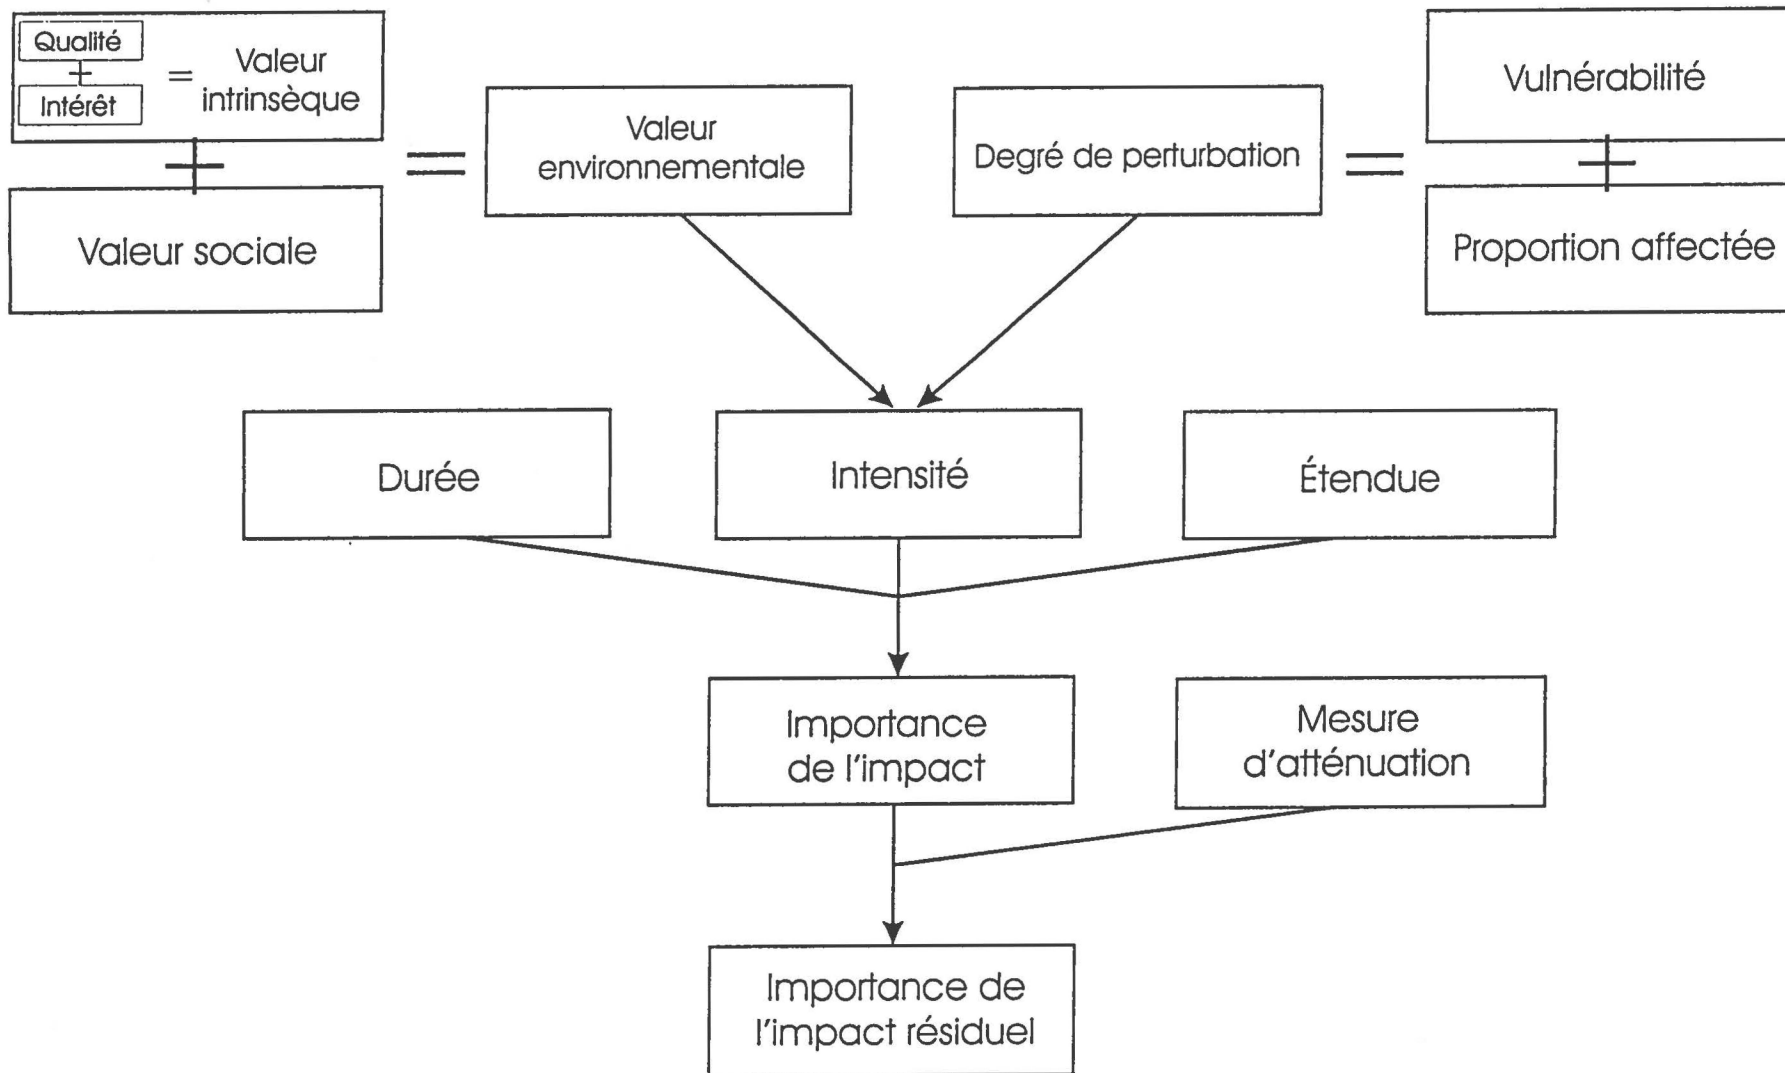 Qualité
+
Intérêt
= Valeur
intrinsèque
+
Valeur sociale
=
Valeur
environnementale
Degré de perturbation
=
Vulnérabilité
+
Proportion affectée
Durée
Intensité
Étendue
Importance
de l'impact
Mesure
d'atténuation
Importance de
l'impact résiduel